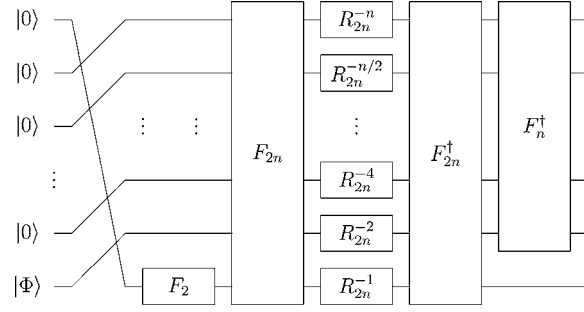 |0⟩ R_{2n}^{-n}
|0⟩ R_{2n}^{-n/2}
|0⟩ ⋮ ⋮ ⋮
F_{2n} F_{2n}^† F_n^†
⋮ R_{2n}^{-4}
|0⟩ R_{2n}^{-2}
|Φ⟩ F_2 R_{2n}^{-1}